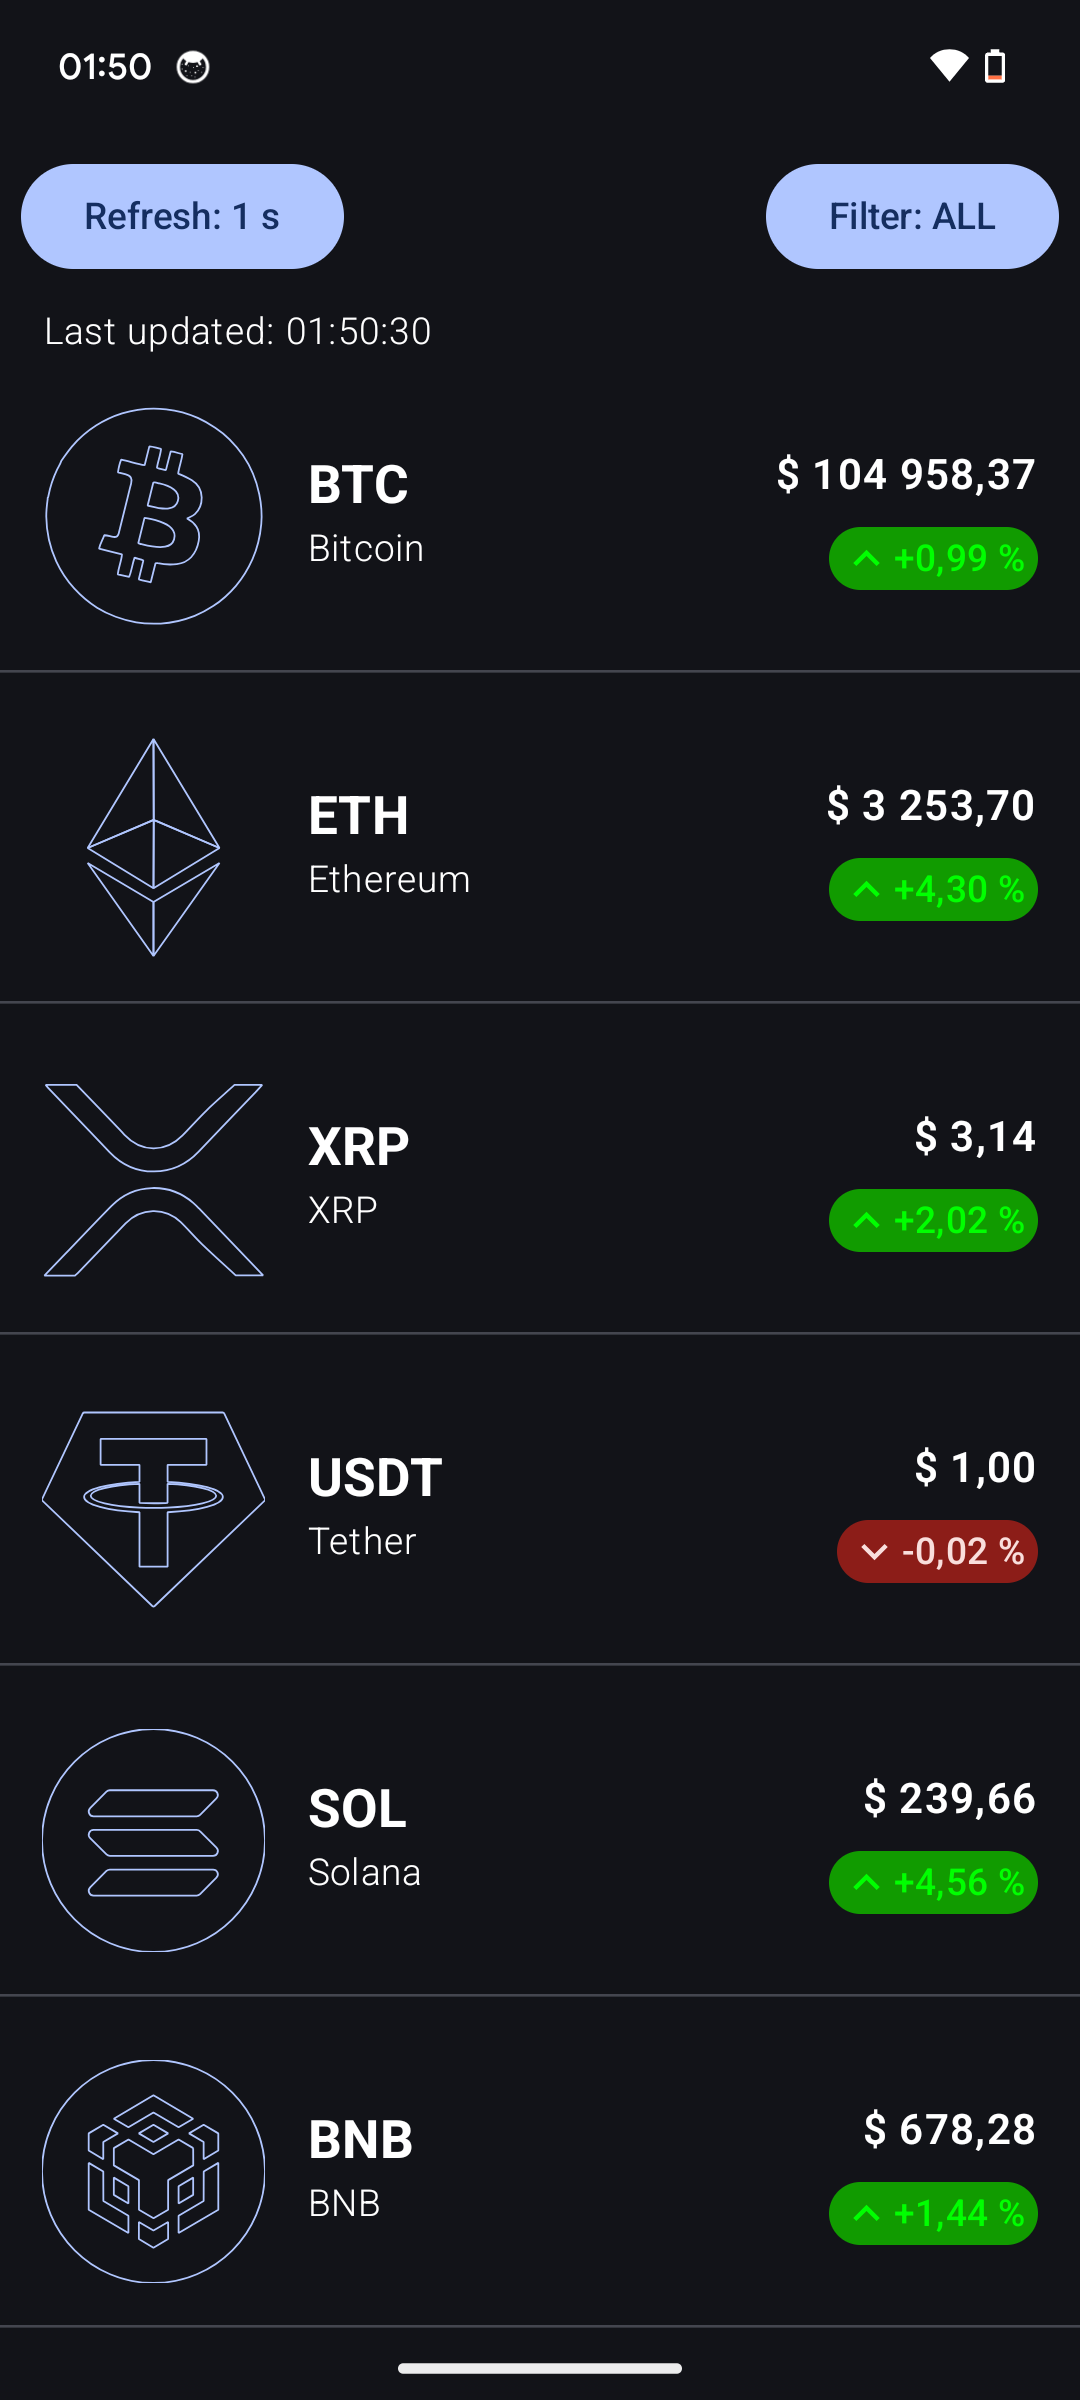 01:50
Refresh: 1 s
Filter: ALL
Last updated: 01:50:30
BTC
Bitcoin
$ 104 958,37
+0,99 %
ETH
Ethereum
$ 3 253,70
+4,30 %
XRP
XRP
$ 3,14
+2,02 %
USDT
Tether
$ 1,00
-0,02 %
SOL
Solana
$ 239,66
+4,56 %
BNB
BNB
$ 678,28
+1,44 %